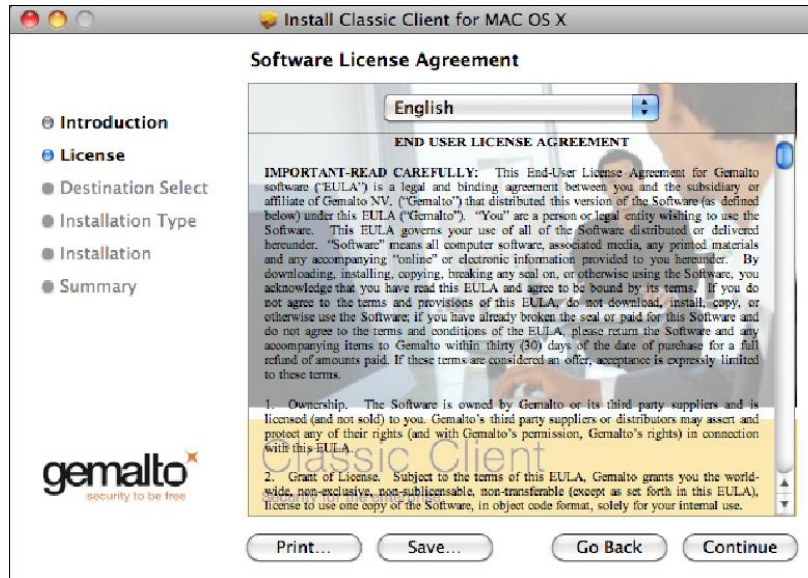 Install Classic Client for MAC OS X
Software License Agreement
English
Introduction
License
Destination Select
Installation Type
Installation
Summary
END USER LICENSE AGREEMENT
IMPORTANT-READ CAREFULLY: This End-User License Agreement for Gemalto
software ("EULA") is a legal and binding agreement between you and the subsidiary or
affiliate of Gemalto NV. ("Gemalto") that distributed this version of the Software (as defined
below) under this EULA ("Gemalto"). "You" are a person or legal entity wishing to use the
Software. This EULA governs your use of all of the Software distributed or delivered
hereunder. "Software" means all computer software, associated media, any printed materials
and any accompanying "online" or electronic information provided to you hereunder. By
downloading, installing, copying, breaking any seal on, or otherwise using the Software, you
acknowledge that you have read this EULA and agree to be bound by its terms. If you do
not agree to the terms and provisions of this EULA, do not download, install, copy, or
otherwise use the Software; if you have already broken the seal or paid for this Software and
do not agree to the terms and conditions of the EULA, please return the Software and any
accompanying items to Gemalto within thirty (30) days of the date of purchase for a full
refund of amounts paid. If these terms are considered an offer, acceptance is expressly limited
to these terms.
1. Ownership. The Software is owned by Gemalto or its third party suppliers and is
licensed (and not sold) to you. Gemalto's third party suppliers or distributors may assert and
protect any of their rights (and with Gemalto's permission, Gemalto's rights) in connection
with this EULA.
Classic Client
2. Grant of License. Subject to the terms of this EULA, Gemalto grants you the world-
wide, non-exclusive, non-sublicensable, non-transferable (except as set forth in this EULA),
security for the enterprise
license to use one copy of the Software, in object code format, solely for your internal use.
gemalto
security to be free
Print...
Save...
Go Back
Continue